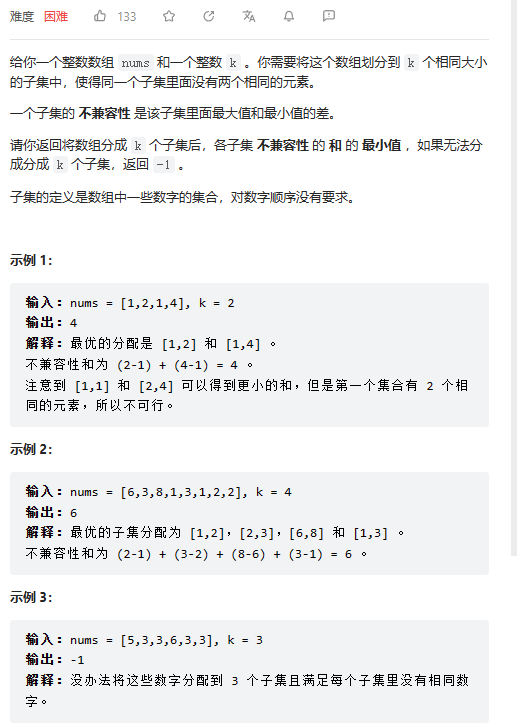 难度 困难 133
给你一个整数数组 nums 和一个整数 k 。你需要将这个数组划分到 k 个相同大小
的子集中，使得同一个子集里面没有两个相同的元素。
一个子集的 不兼容性 是该子集里面最大值和最小值的差。
请你返回将数组分成 k 个子集后，各子集 不兼容性 的 和 的 最小值 ，如果无法分
成分成 k 个子集，返回 -1 。
子集的定义是数组中一些数字的集合，对数字顺序没有要求。
示例 1：
输入：nums = [1,2,1,4], k = 2
输出：4
解释：最优的分配是 [1,2] 和 [1,4] 。
不兼容性和为 (2-1) + (4-1) = 4 。
注意到 [1,1] 和 [2,4] 可以得到更小的和，但是第一个集合有 2 个相
同的元素，所以不可行。
示例 2：
输入：nums = [6,3,8,1,3,1,2,2], k = 4
输出：6
解释：最优的子集分配为 [1,2]，[2,3]，[6,8] 和 [1,3] 。
不兼容性和为 (2-1) + (3-2) + (8-6) + (3-1) = 6 。
示例 3：
输入：nums = [5,3,3,6,3,3], k = 3
输出：-1
解释：没办法将这些数字分配到 3 个子集且满足每个子集里没有相同数
字。